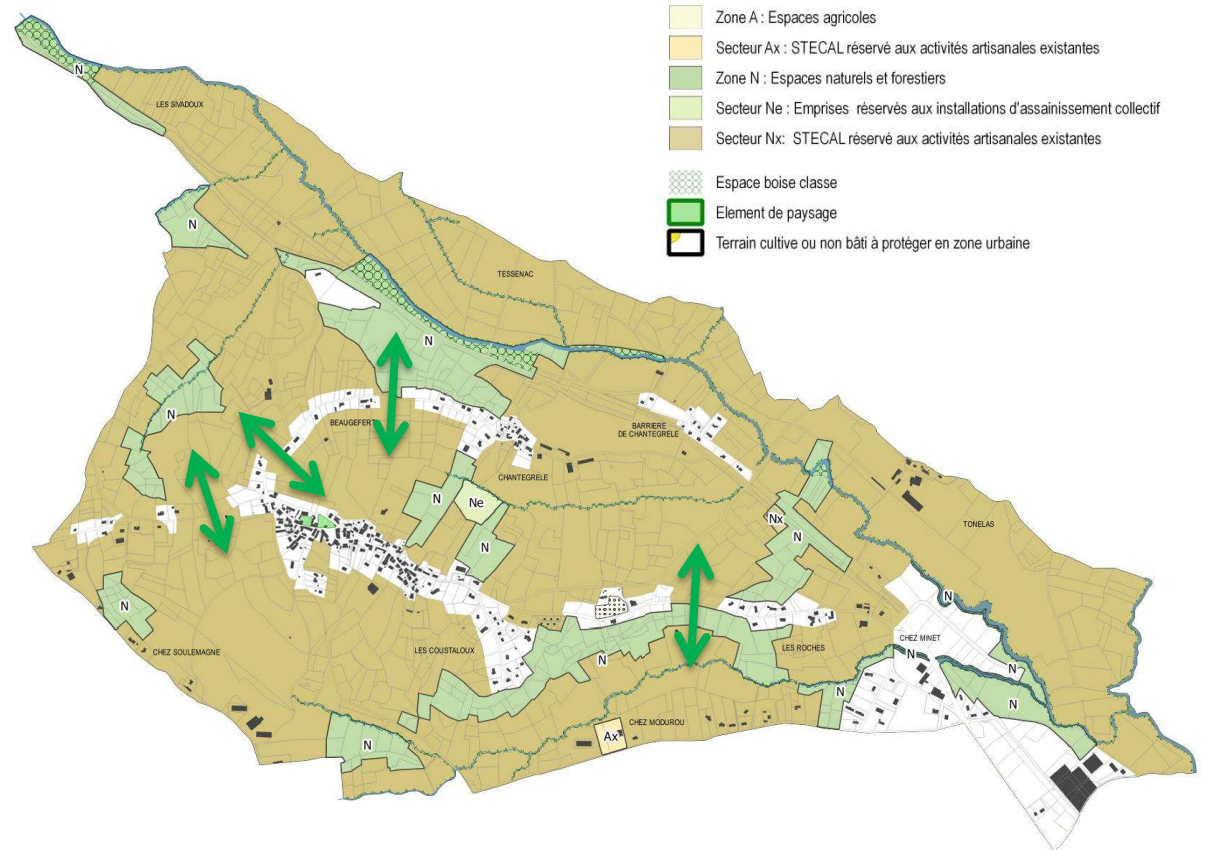 Zone A : Espaces agricoles
Secteur Ax : STECAL réservé aux activités artisanales existantes
Zone N : Espaces naturels et forestiers
Secteur Ne : Emprises réservés aux installations d'assainissement collectif
Secteur Nx: STECAL réservé aux activités artisanales existantes
Espace boise classe
Element de paysage
Terrain cultive ou non bâti à protéger en zone urbaine
N
LES SIVADOUX
N
TESSENAC
N
N
BEAUGEFERT
BARRIERE
DE CHANTEGRELE
CHANTEGRELE
N
Ne
Nx
TONELAS
N
N
N
N
CHEZ MINET
LES ROCHES
LES COUSTALOUX
CHEZ SOULEMAGNE
N
N
N
N
N
CHEZ MODUROU
Ax
N
N